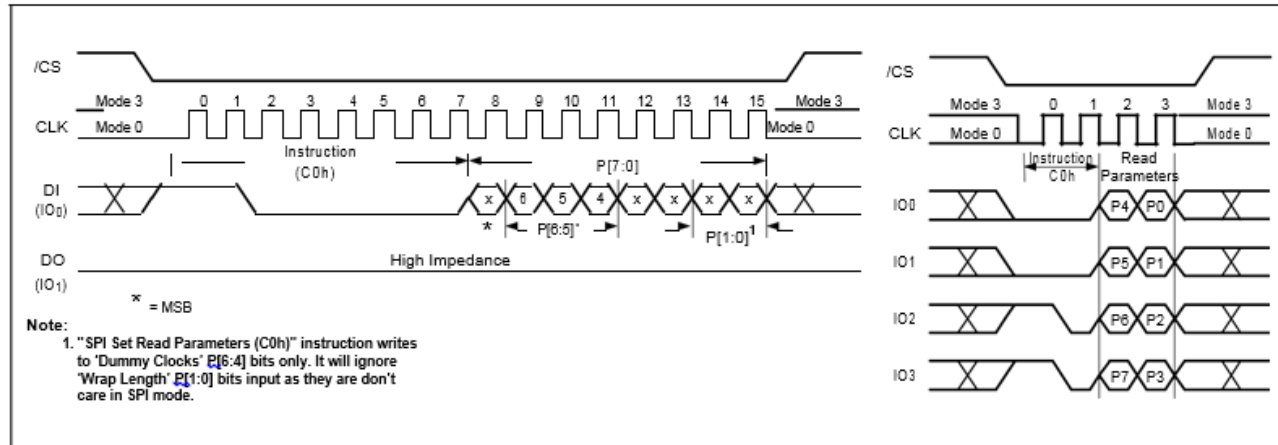 /CS
Mode 3 0 1 2 3 4 5 6 7 8 9 10 11 12 13 14 15 Mode 3
CLK Mode 0 Mode 0
Instruction
(C0h)
P[7:0]
DI
(IO0)
x 6 5 4 x x x x
* P[6:5]* P[1:0]1
DO
(IO1)
High Impedance
* = MSB
Note:
1. "SPI Set Read Parameters (C0h)" instruction writes
to 'Dummy Clocks' P[6:4] bits only. It will ignore
'Wrap Length' P[1:0] bits input as they are don't
care in SPI mode.
/CS
Mode 3 0 1 2 3 Mode 3
CLK Mode 0 Mode 0
Instruction
C0h
Read
Parameters
IO0 P4 P0
IO1 P5 P1
IO2 P6 P2
IO3 P7 P3